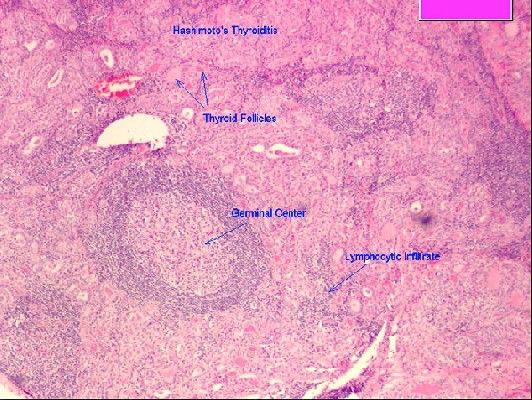 Hashimoto's Thyroiditis
Thyroid Follicles
Germinal Center
Lymphocytic Infiltrate